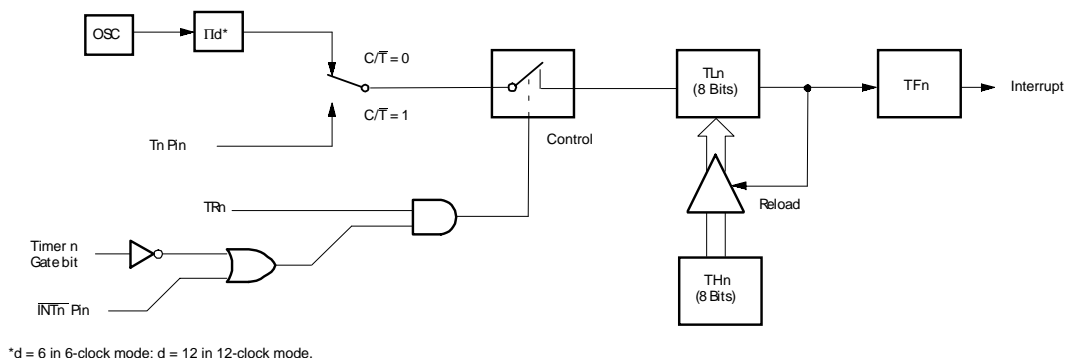 OSC
Πd*
C/T̅ = 0
C/T̅ = 1
Tn Pin
Control
TLn
(8 Bits)
TFn
Interrupt
Reload
TRn
Timer n
Gate bit
I̅N̅T̅n̅ Pin
THn
(8 Bits)
*d = 6 in 6-clock mode; d = 12 in 12-clock mode.